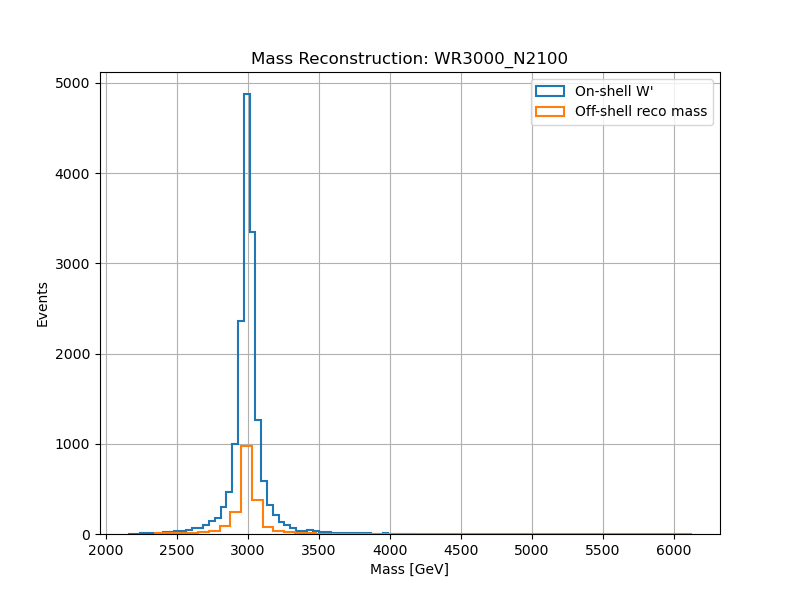 Mass Reconstruction: WR3000_N2100
On-shell W'
Off-shell reco mass
5000
4000
3000
2000
1000
0
Events
2000 2500 3000 3500 4000 4500 5000 5500 6000
Mass [GeV]